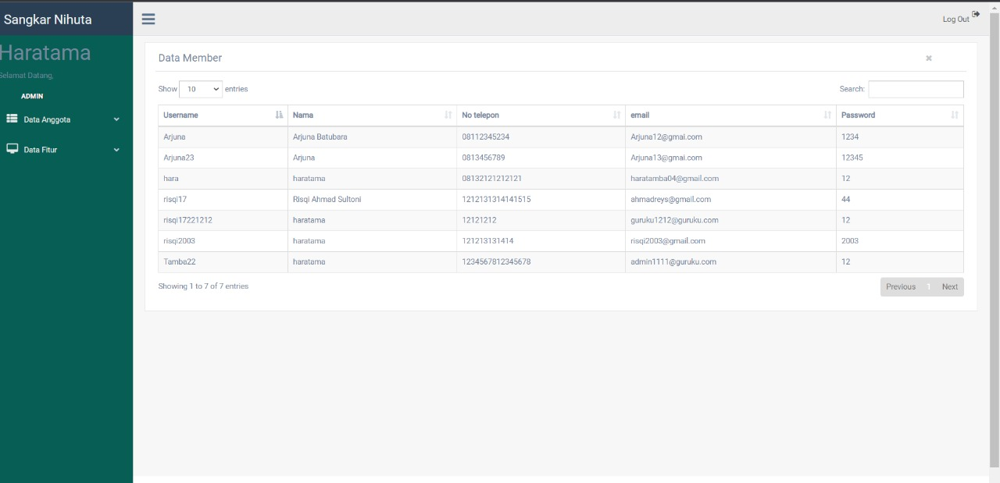 Sangkar Nihuta
Log Out
Haratama
Selamat Datang,
ADMIN
Data Anggota
Data Fitur
Data Member
Show 10 entries
Search:
Username Nama No telepon email Password
Arjuna Arjuna Batubara 08112345234 Arjuna12@gmai.com 1234
Arjuna23 Arjuna 0813456789 Arjuna13@gmai.com 12345
hara haratama 08132121212121 haratamba04@gmail.com 12
risqi17 Risqi Ahmad Sultoni 1212131314141515 ahmadreys@gmail.com 44
risqi17221212 haratama 12121212 guruku1212@guruku.com 12
risqi2003 haratama 121213131414 risqi2003@gmail.com 2003
Tamba22 haratama 1234567812345678 admin1111@guruku.com 12
Showing 1 to 7 of 7 entries
Previous 1 Next